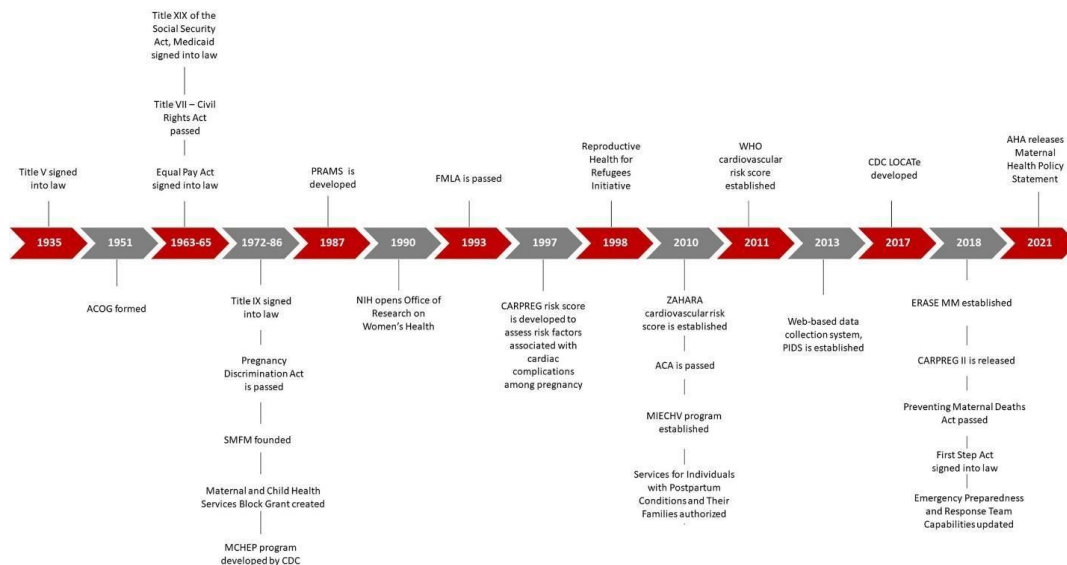 Title XIX of the
Social Security
Act, Medicaid
signed into law
Title VII – Civil
Rights Act
passed
Equal Pay Act
signed into law
Title V signed
into law
PRAMS is
developed
FMLA is passed
Reproductive
Health for
Refugees
Initiative
WHO
cardiovascular
risk score
established
CDC LOCATe
developed
AHA releases
Maternal
Health Policy
Statement
1935
1951
1963-65
1972-86
1987
1990
1993
1997
1998
2010
2011
2013
2017
2018
2021
ACOG formed
Title IX signed
into law
Pregnancy
Discrimination Act
is passed
SMFM founded
Maternal and Child Health
Services Block Grant created
MCHEP program
developed by CDC
NIH opens Office of
Research on
Women's Health
CARPREG risk score
is developed to
assess risk factors
associated with
cardiac
complications
among pregnancy
ZAHARA
cardiovascular risk
score is established
ACA is passed
MIECHV program
established
Services for Individuals
with Postpartum
Conditions and Their
Families authorized
Web-based data
collection system,
PIDS is established
ERASE MM established
CARPREG II is released
Preventing Maternal Deaths
Act passed
First Step Act
signed into law
Emergency Preparedness
and Response Team
Capabilities updated